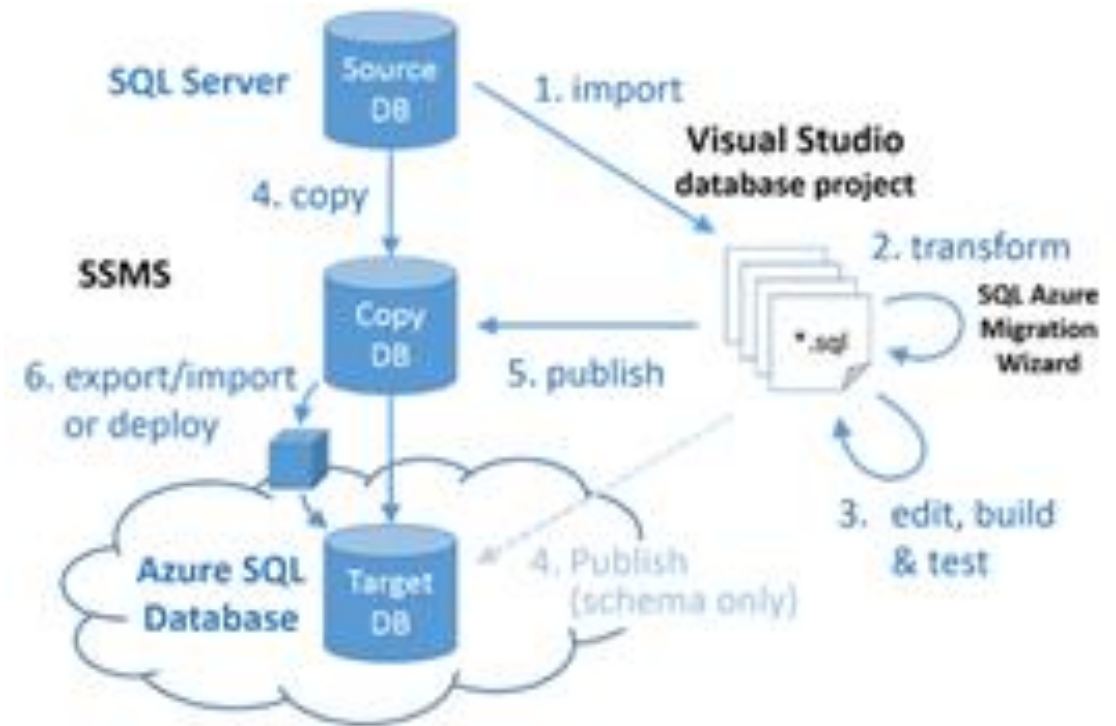 Source
DB
SQL Server
1. import
Visual Studio
database project
4. copy
2. transform
SSMS
SQL Azure
Migration
Wizard
Copy
DB
*.sql
5. publish
6. export/import
or deploy
3. edit, build
& test
Azure SQL
Database
Target
DB
4. Publish
(schema only)